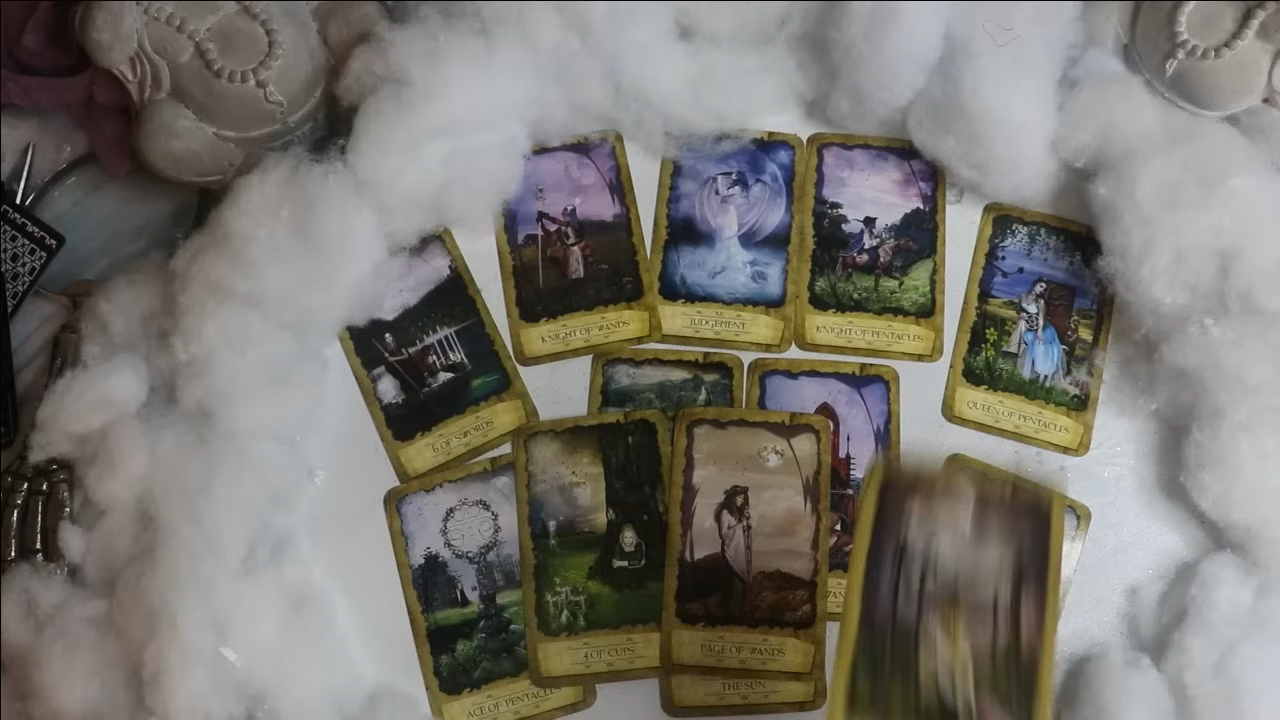 KNIGHT OF WANDS
XX
JUDGEMENT
KNIGHT OF PENTACLES
6 OF SWORDS
QUEEN OF PENTACLES
4 OF CUPS
PAGE OF WANDS
THE SUN
ACE OF PENTACLES